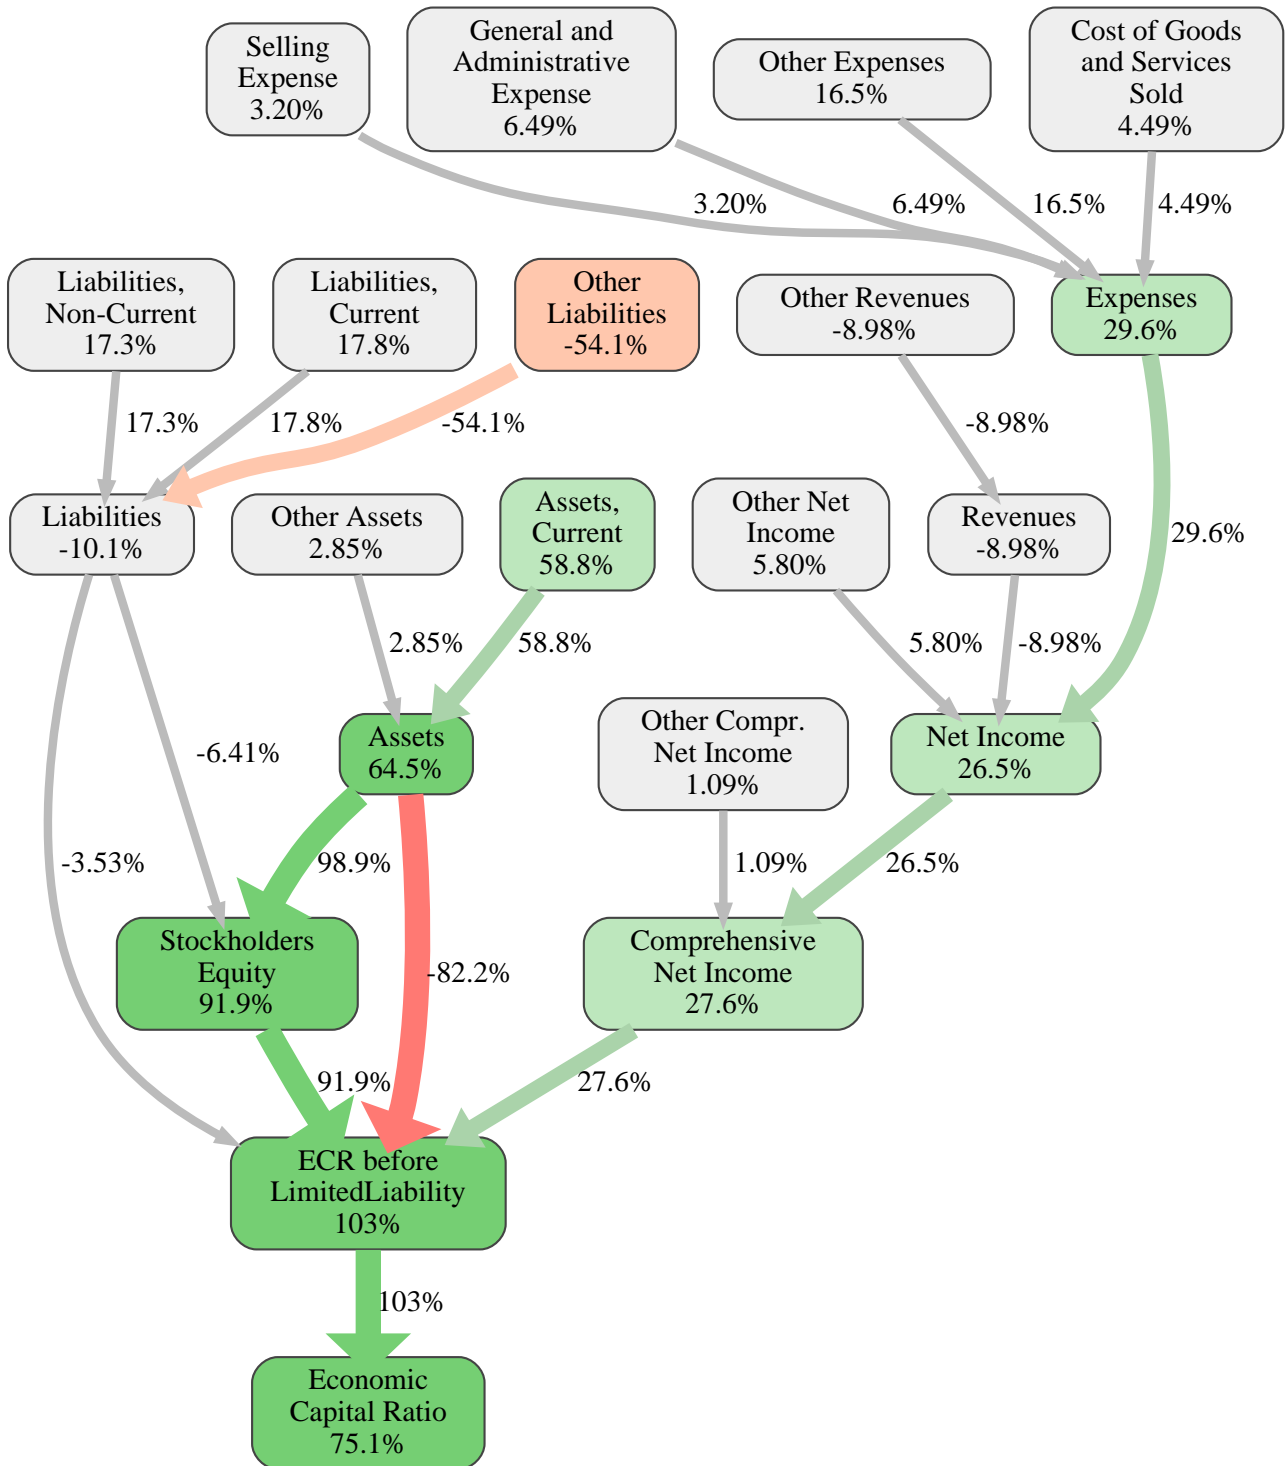 Selling
Expense
3.20%
General and
Administrative
Expense
6.49%
Other Expenses
16.5%
Cost of Goods
and Services
Sold
4.49%
3.20%
6.49%
16.5%
4.49%
Liabilities,
Non-Current
17.3%
Liabilities,
Current
17.8%
Other
Liabilities
-54.1%
Other Revenues
-8.98%
Expenses
29.6%
17.3%
17.8%
-54.1%
-8.98%
29.6%
Liabilities
-10.1%
Other Assets
2.85%
Assets,
Current
58.8%
Other Net
Income
5.80%
Revenues
-8.98%
2.85%
58.8%
5.80%
-8.98%
-6.41%
Assets
64.5%
Other Compr.
Net Income
1.09%
Net Income
26.5%
-3.53%
98.9%
-82.2%
1.09%
26.5%
Stockholders
Equity
91.9%
Comprehensive
Net Income
27.6%
91.9%
27.6%
ECR before
LimitedLiability
103%
103%
Economic
Capital Ratio
75.1%